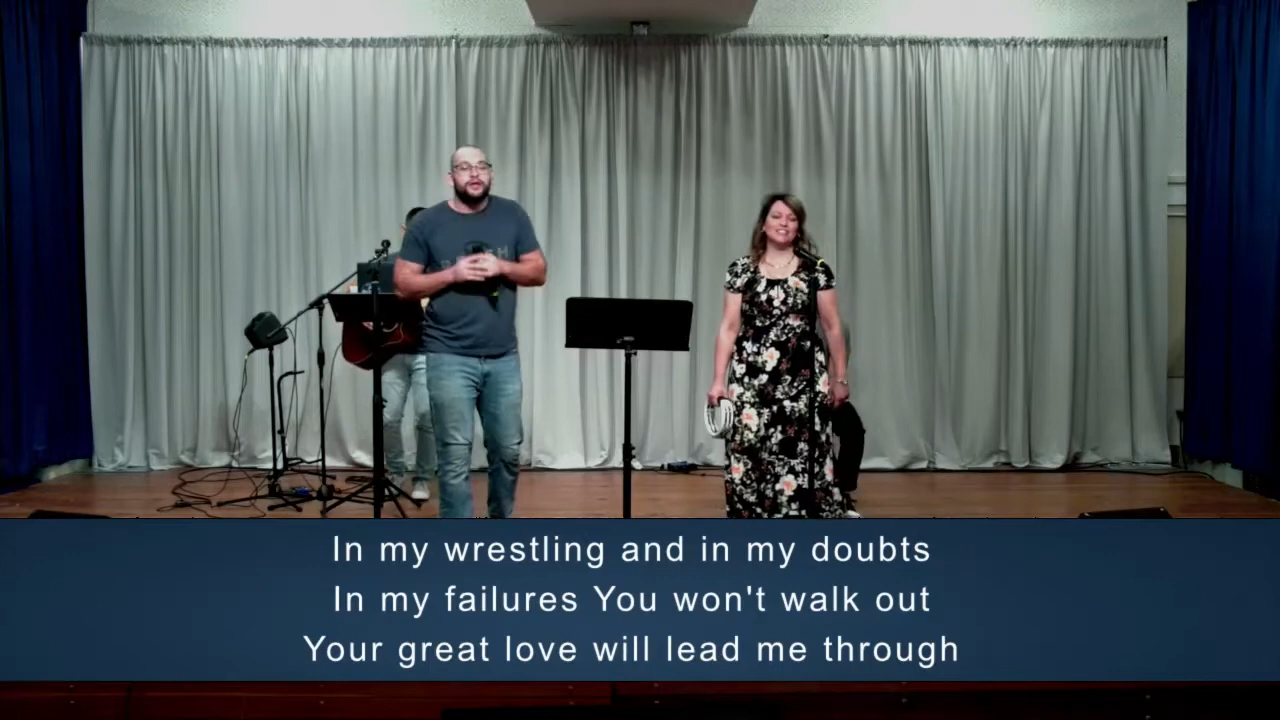 In my wrestling and in my doubts
In my failures You won't walk out
Your great love will lead me through